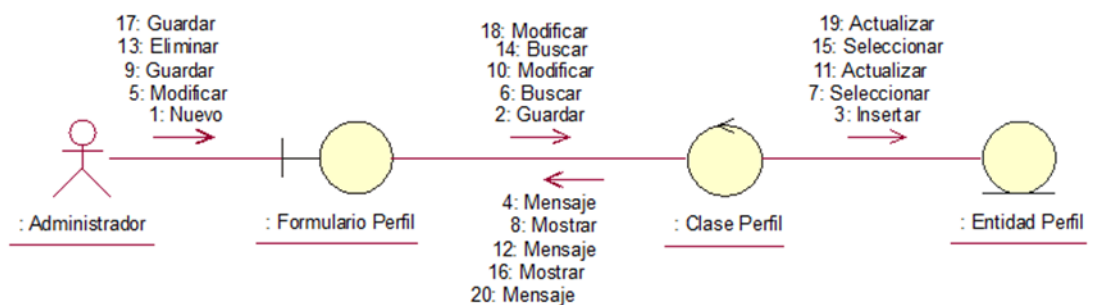 17: Guardar
13: Eliminar
9: Guardar
5: Modificar
1: Nuevo
18: Modificar
14: Buscar
10: Modificar
6: Buscar
2: Guardar
19: Actualizar
15: Seleccionar
11: Actualizar
7: Seleccionar
3: Insertar
4: Mensaje
8: Mostrar
12: Mensaje
16: Mostrar
20: Mensaje
: Administrador
: Formulario Perfil
: Clase Perfil
: Entidad Perfil